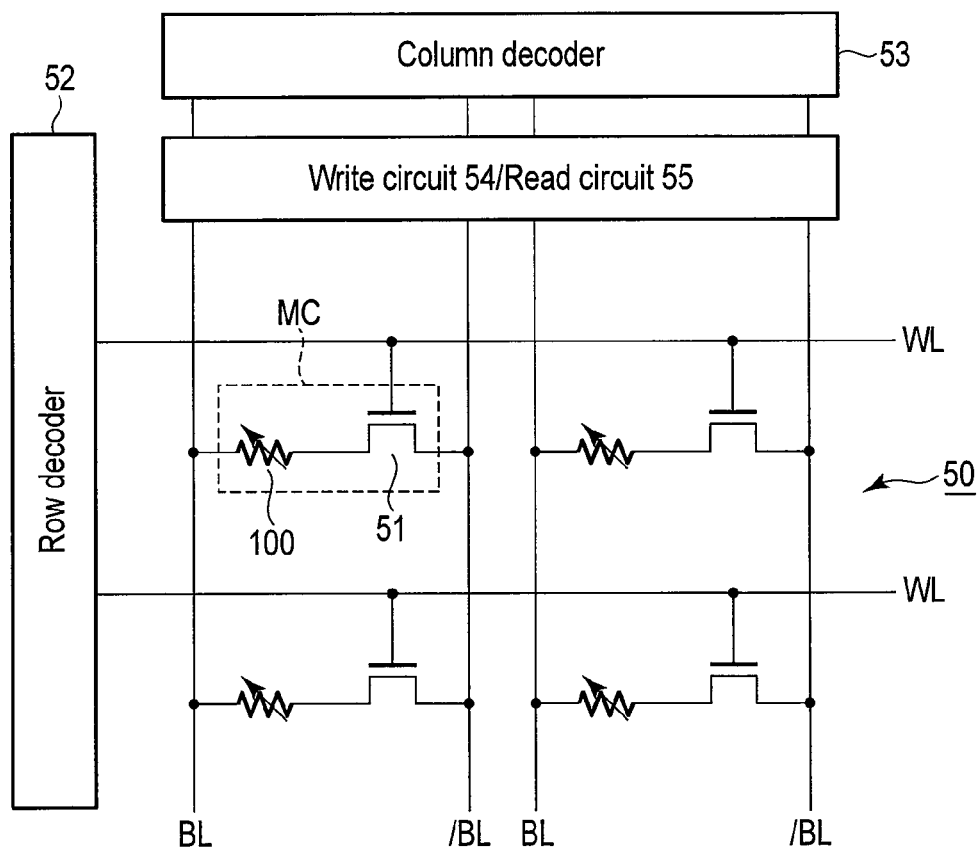 Column decoder
53
52
Write circuit 54/Read circuit 55
MC
WL
Row decoder
100
51
50
WL
BL
/BL
BL
/BL